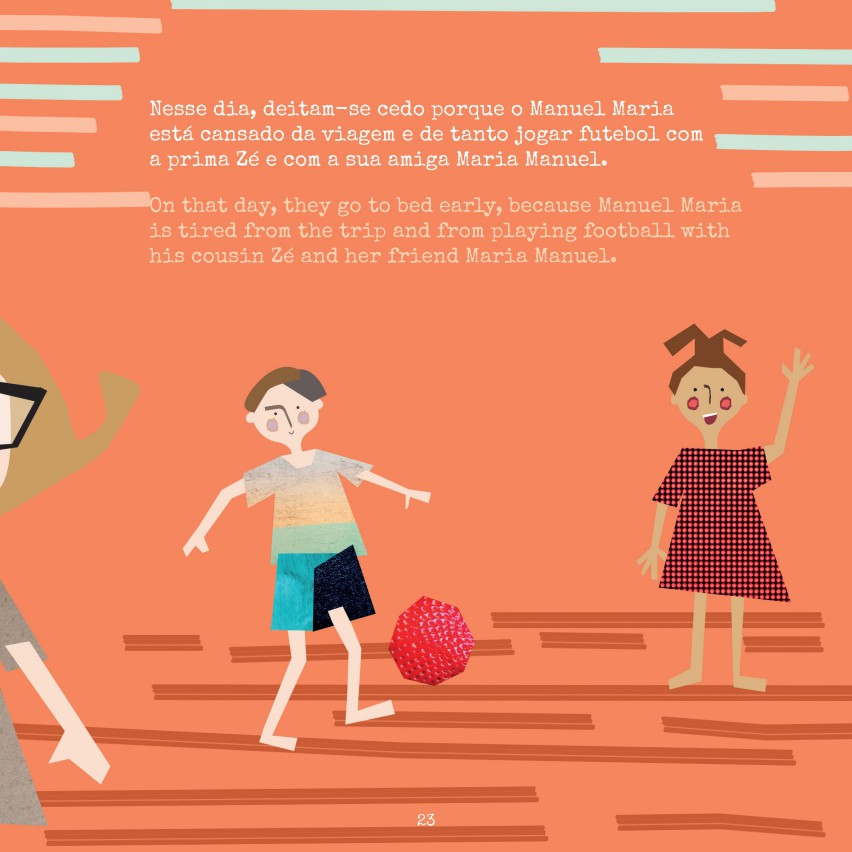 Nesse dia, deitam-se cedo porque o Manuel Maria
está cansado da viagem e de tanto jogar futebol com
a prima Zé e com a sua amiga Maria Manuel.
On that day, they go to bed early, because Manuel Maria
is tired from the trip and from playing football with
his cousin Zé and her friend Maria Manuel.
23